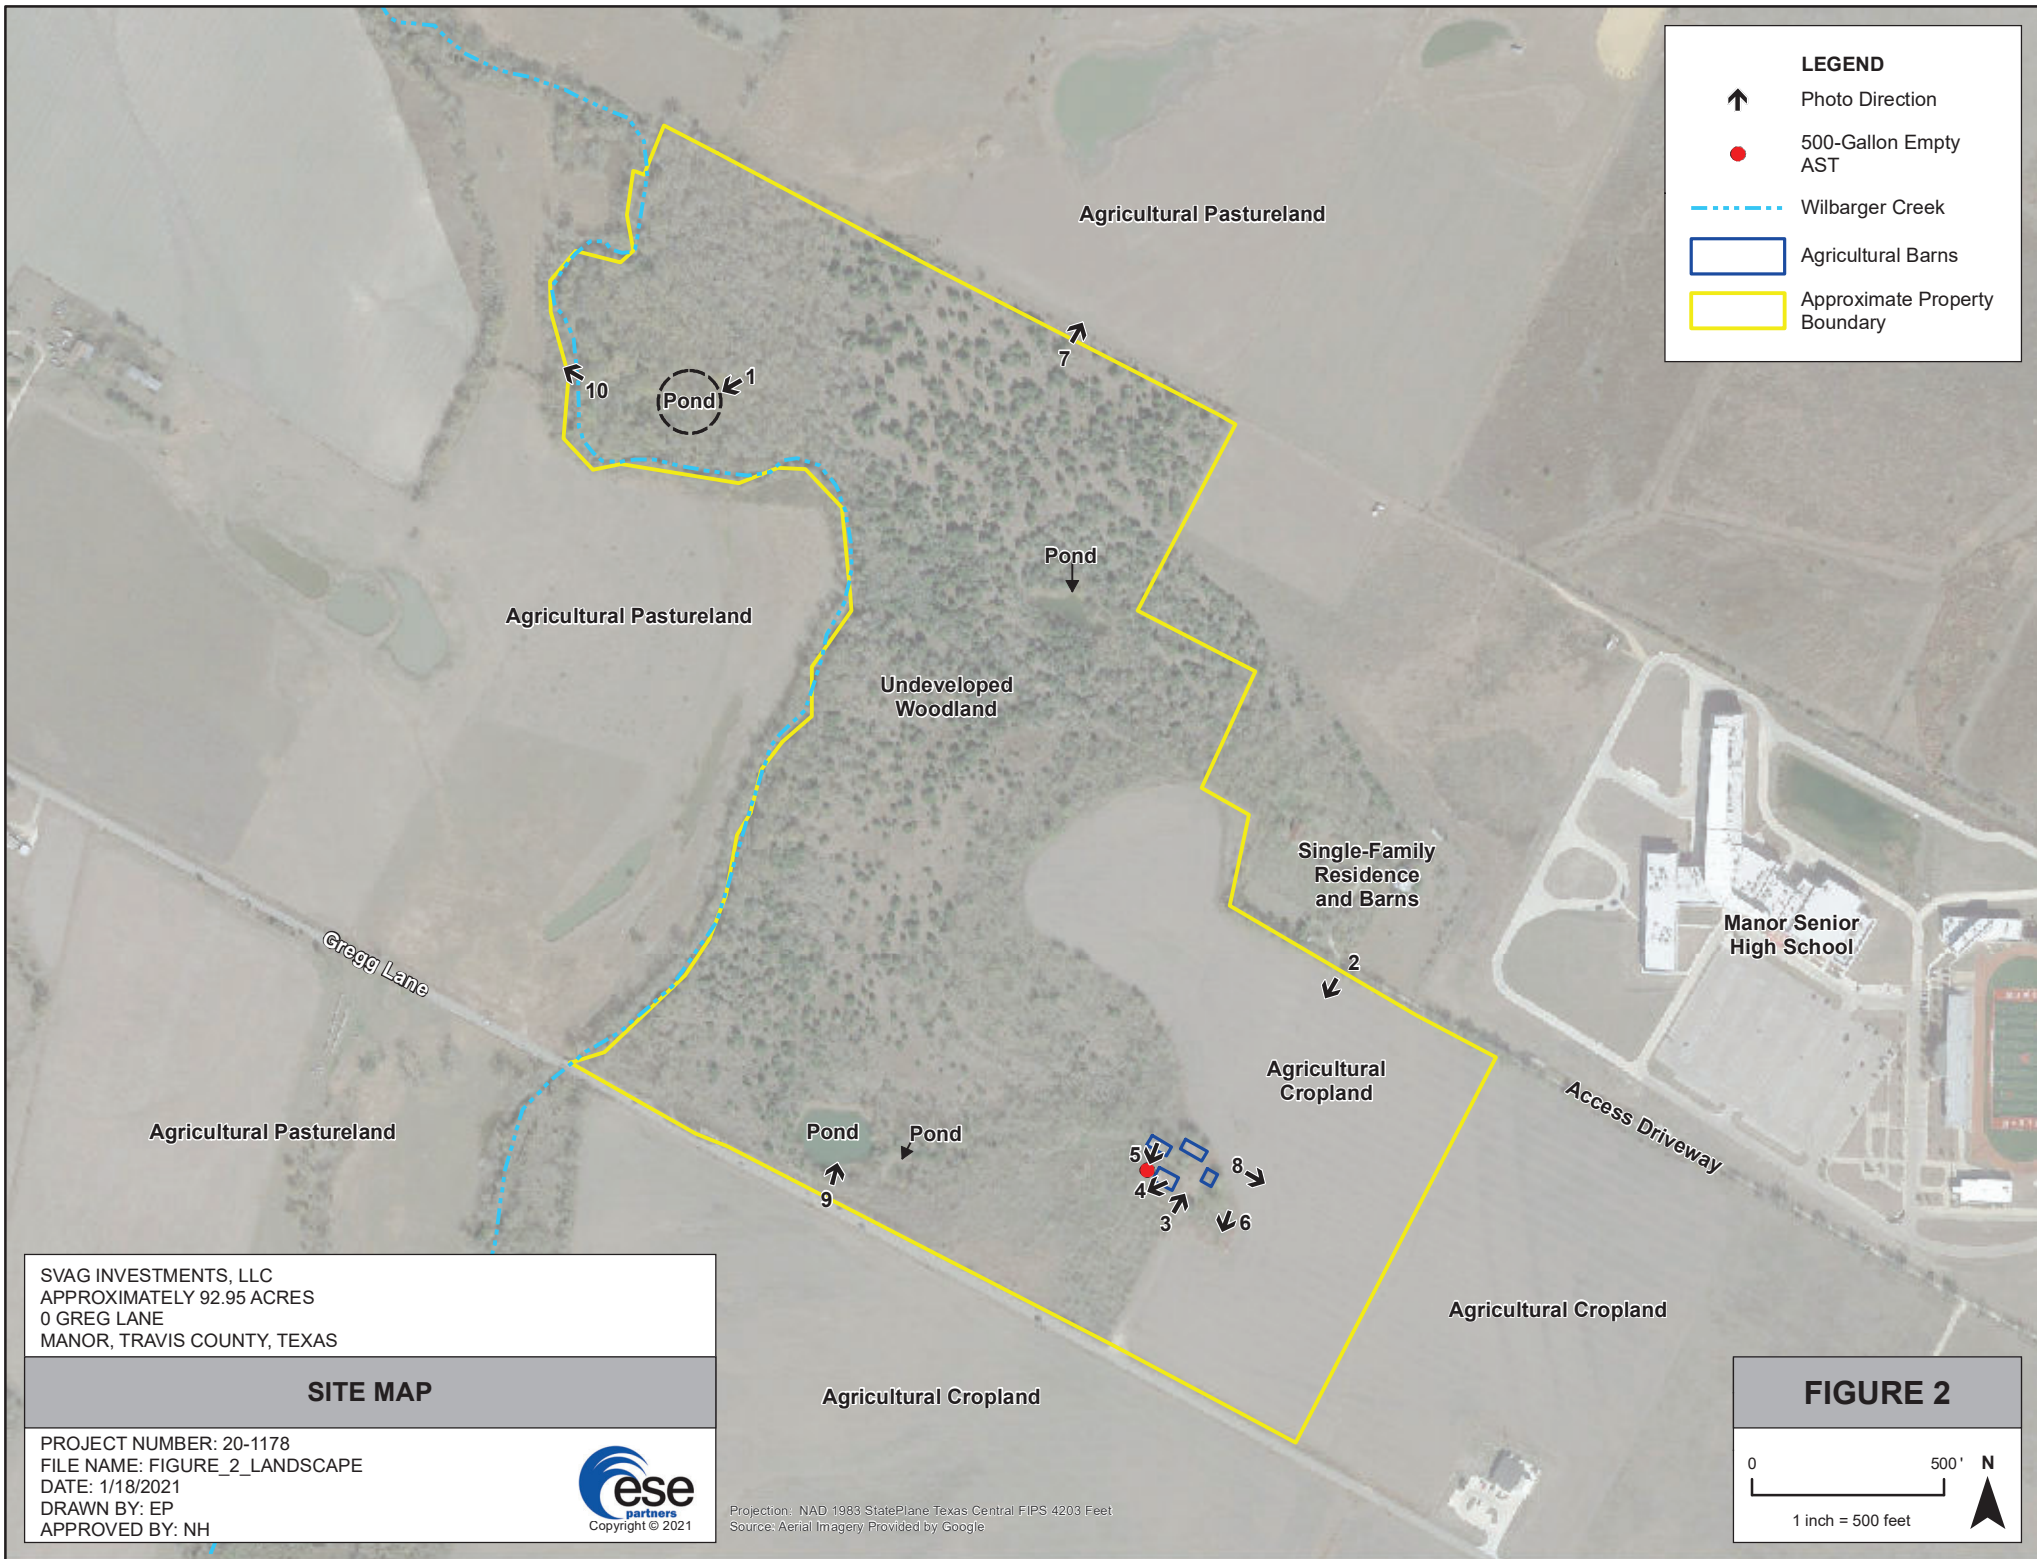 LEGEND
Photo Direction
500-Gallon Empty
AST
Wilbarger Creek
Agricultural Barns
Approximate Property
Boundary
Agricultural Pastureland
7
10
1
Pond
Pond
Agricultural Pastureland
Undeveloped
Woodland
Single-Family
Residence
and Barns
Manor Senior
High School
Gregg Lane
2
Agricultural
Cropland
Access Driveway
Agricultural Pastureland
Pond
Pond
5
8
4
9
3
6
Agricultural Cropland
Agricultural Cropland
SVAG INVESTMENTS, LLC
APPROXIMATELY 92.95 ACRES
0 GREG LANE
MANOR, TRAVIS COUNTY, TEXAS
SITE MAP
PROJECT NUMBER: 20-1178
FILE NAME: FIGURE_2_LANDSCAPE
DATE: 1/18/2021
DRAWN BY: EP
APPROVED BY: NH
ese
partners
Copyright © 2021
Projection: NAD 1983 StatePlane Texas Central FIPS 4203 Feet
Source: Aerial Imagery Provided by Google
FIGURE 2
0 500' N
1 inch = 500 feet